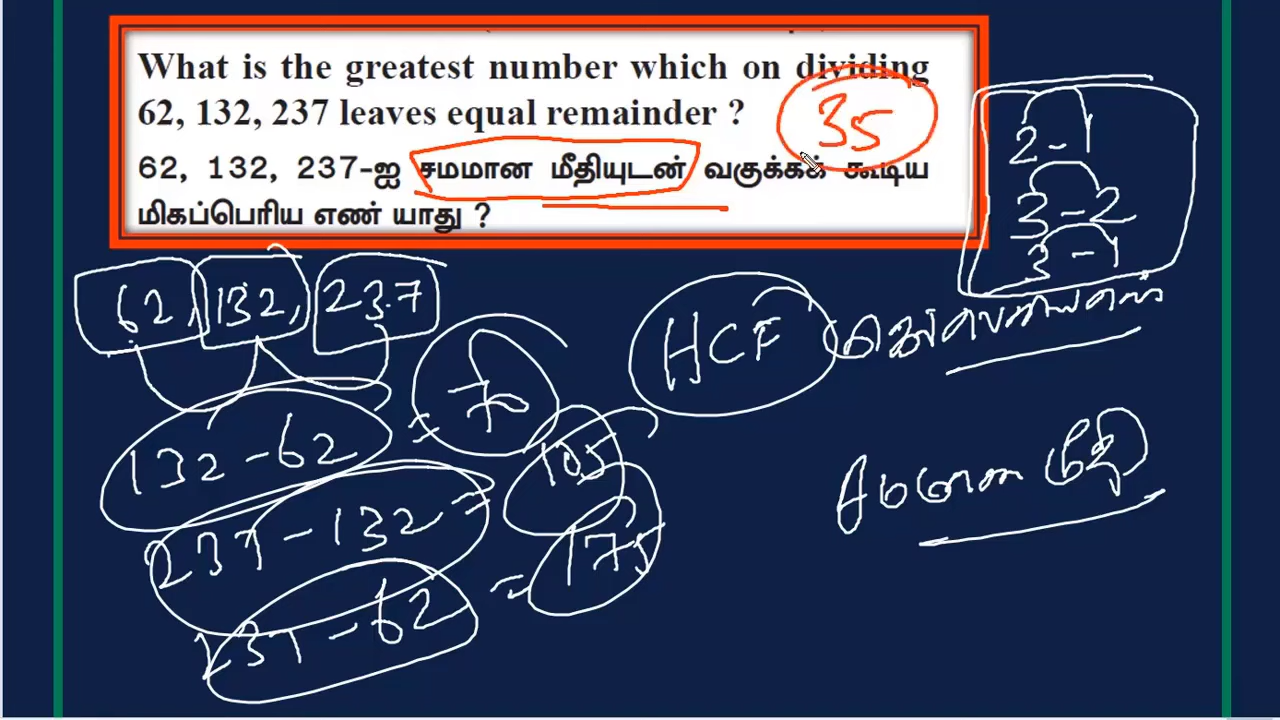 What is the greatest number which on dividing
62, 132, 237 leaves equal remainder ?
62, 132, 237-ஐ சமமான மீதியுடன் வகுக்கக் கூடிய
மிகப்பெரிய எண் யாது ?
35
2-1
3-2
3-1
62, 132, 237
HCF
132-62 = 7
237-132 = 105
237-62 = 175
சமமான மீதி